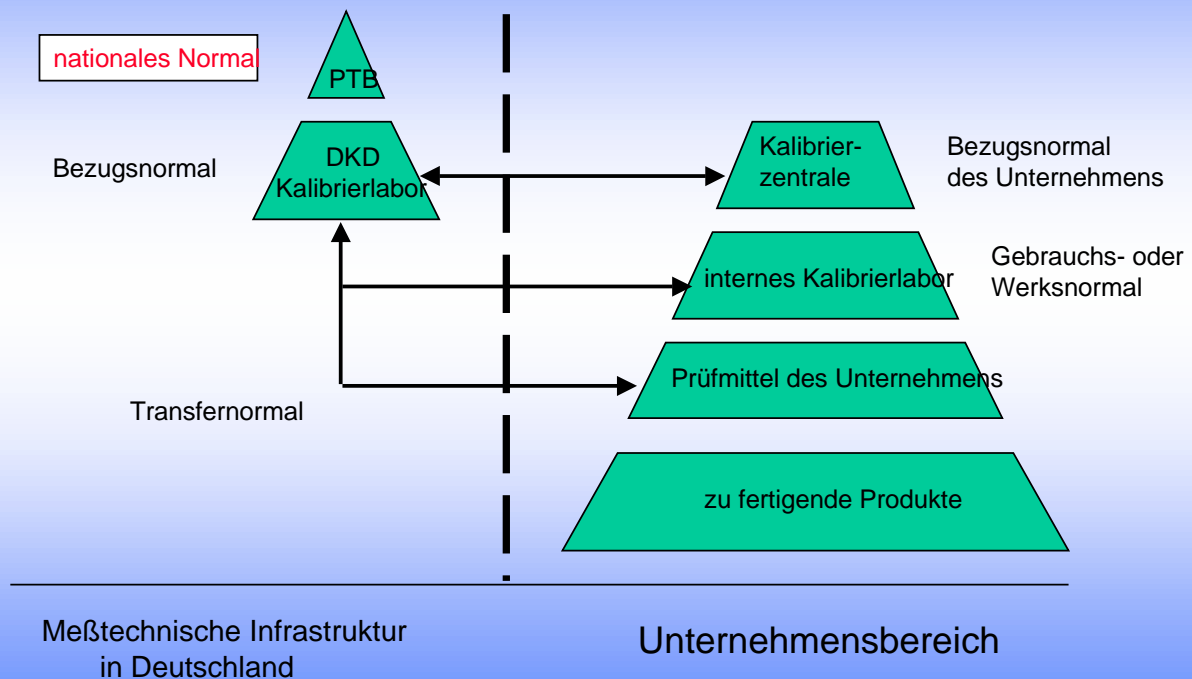 nationales Normal
PTB
Bezugsnormal
DKD
Kalibrierlabor
Kalibrier-
zentrale
Bezugsnormal
des Unternehmens
internes Kalibrierlabor
Gebrauchs- oder
Werksnormal
Prüfmittel des Unternehmens
Transfernormal
zu fertigende Produkte
Meßtechnische Infrastruktur
in Deutschland
Unternehmensbereich